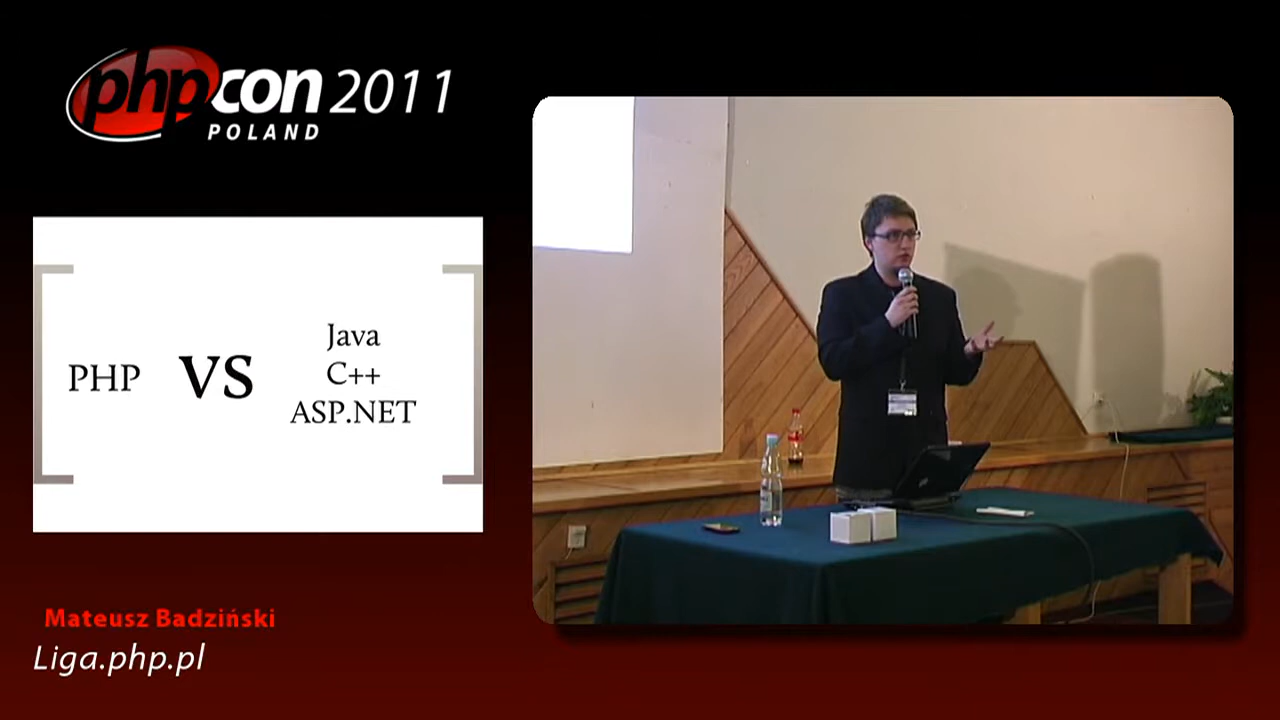 phpcon 2011
POLAND
PHP
VS
Java
C++
ASP.NET
Mateusz Badziński
Liga.php.pl